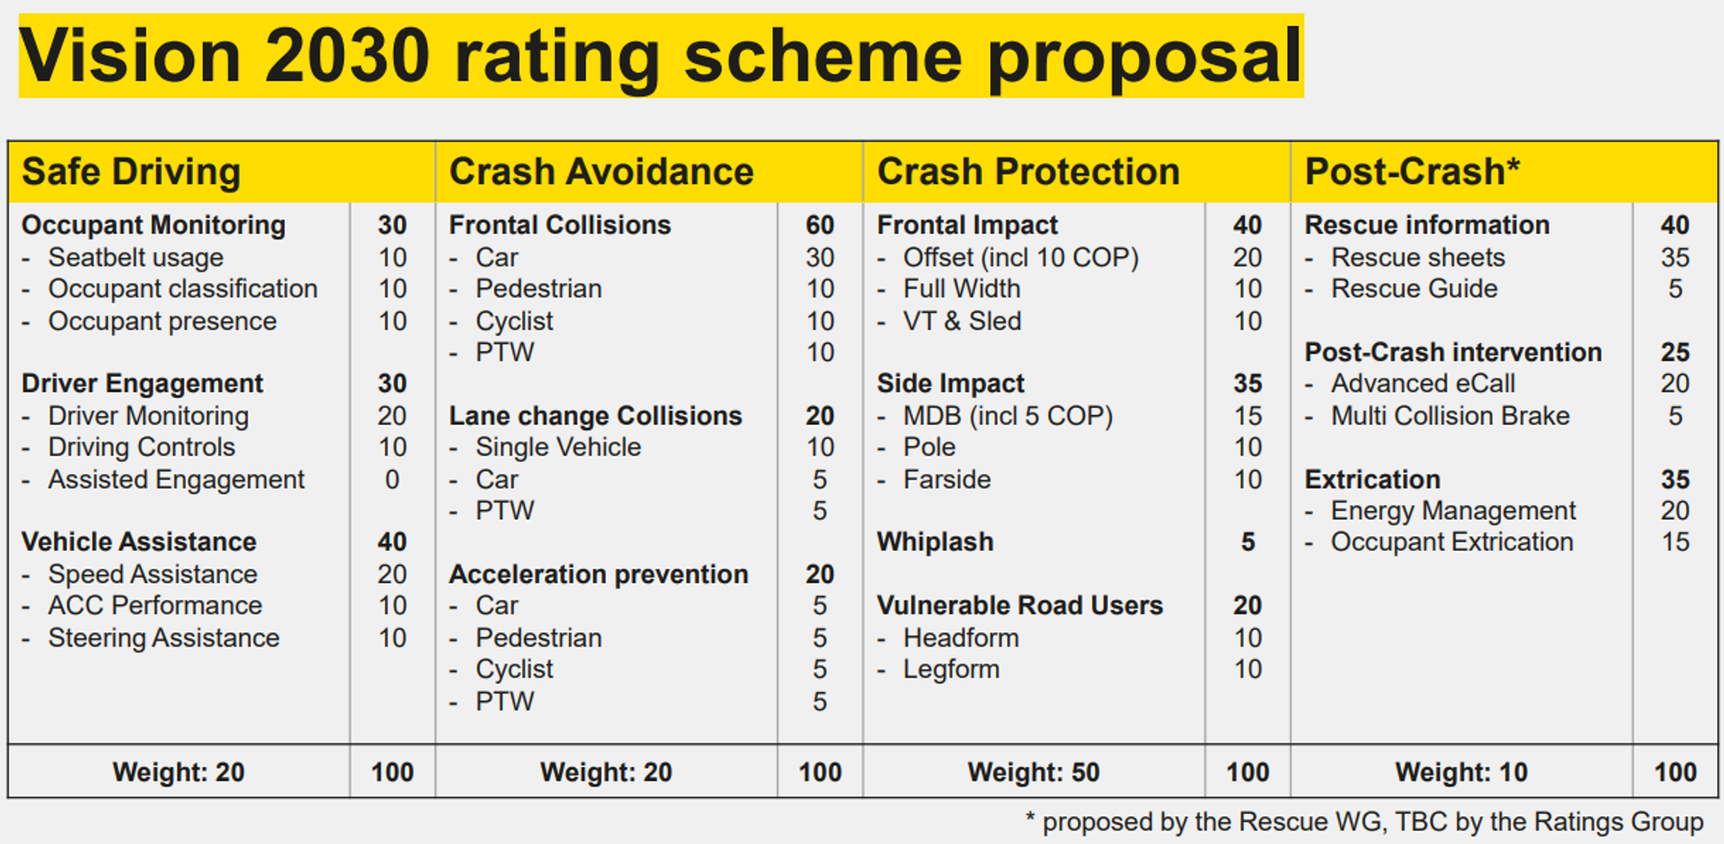 Vision 2030 rating scheme proposal
Safe Driving
Occupant Monitoring 30
- Seatbelt usage 10
- Occupant classification 10
- Occupant presence 10
Driver Engagement 30
- Driver Monitoring 20
- Driving Controls 10
- Assisted Engagement 0
Vehicle Assistance 40
- Speed Assistance 20
- ACC Performance 10
- Steering Assistance 10
Weight: 20 100
Crash Avoidance
Frontal Collisions 60
- Car 30
- Pedestrian 10
- Cyclist 10
- PTW 10
Lane change Collisions 20
- Single Vehicle 10
- Car 5
- PTW 5
Acceleration prevention 20
- Car 5
- Pedestrian 5
- Cyclist 5
- PTW 5
Weight: 20 100
Crash Protection
Frontal Impact 40
- Offset (incl 10 COP) 20
- Full Width 10
- VT & Sled 10
Side Impact 35
- MDB (incl 5 COP) 15
- Pole 10
- Farside 10
Whiplash 5
Vulnerable Road Users 20
- Headform 10
- Legform 10
Weight: 50 100
Post-Crash*
Rescue information 40
- Rescue sheets 35
- Rescue Guide 5
Post-Crash intervention 25
- Advanced eCall 20
- Multi Collision Brake 5
Extrication 35
- Energy Management 20
- Occupant Extrication 15
Weight: 10 100
* proposed by the Rescue WG, TBC by the Ratings Group